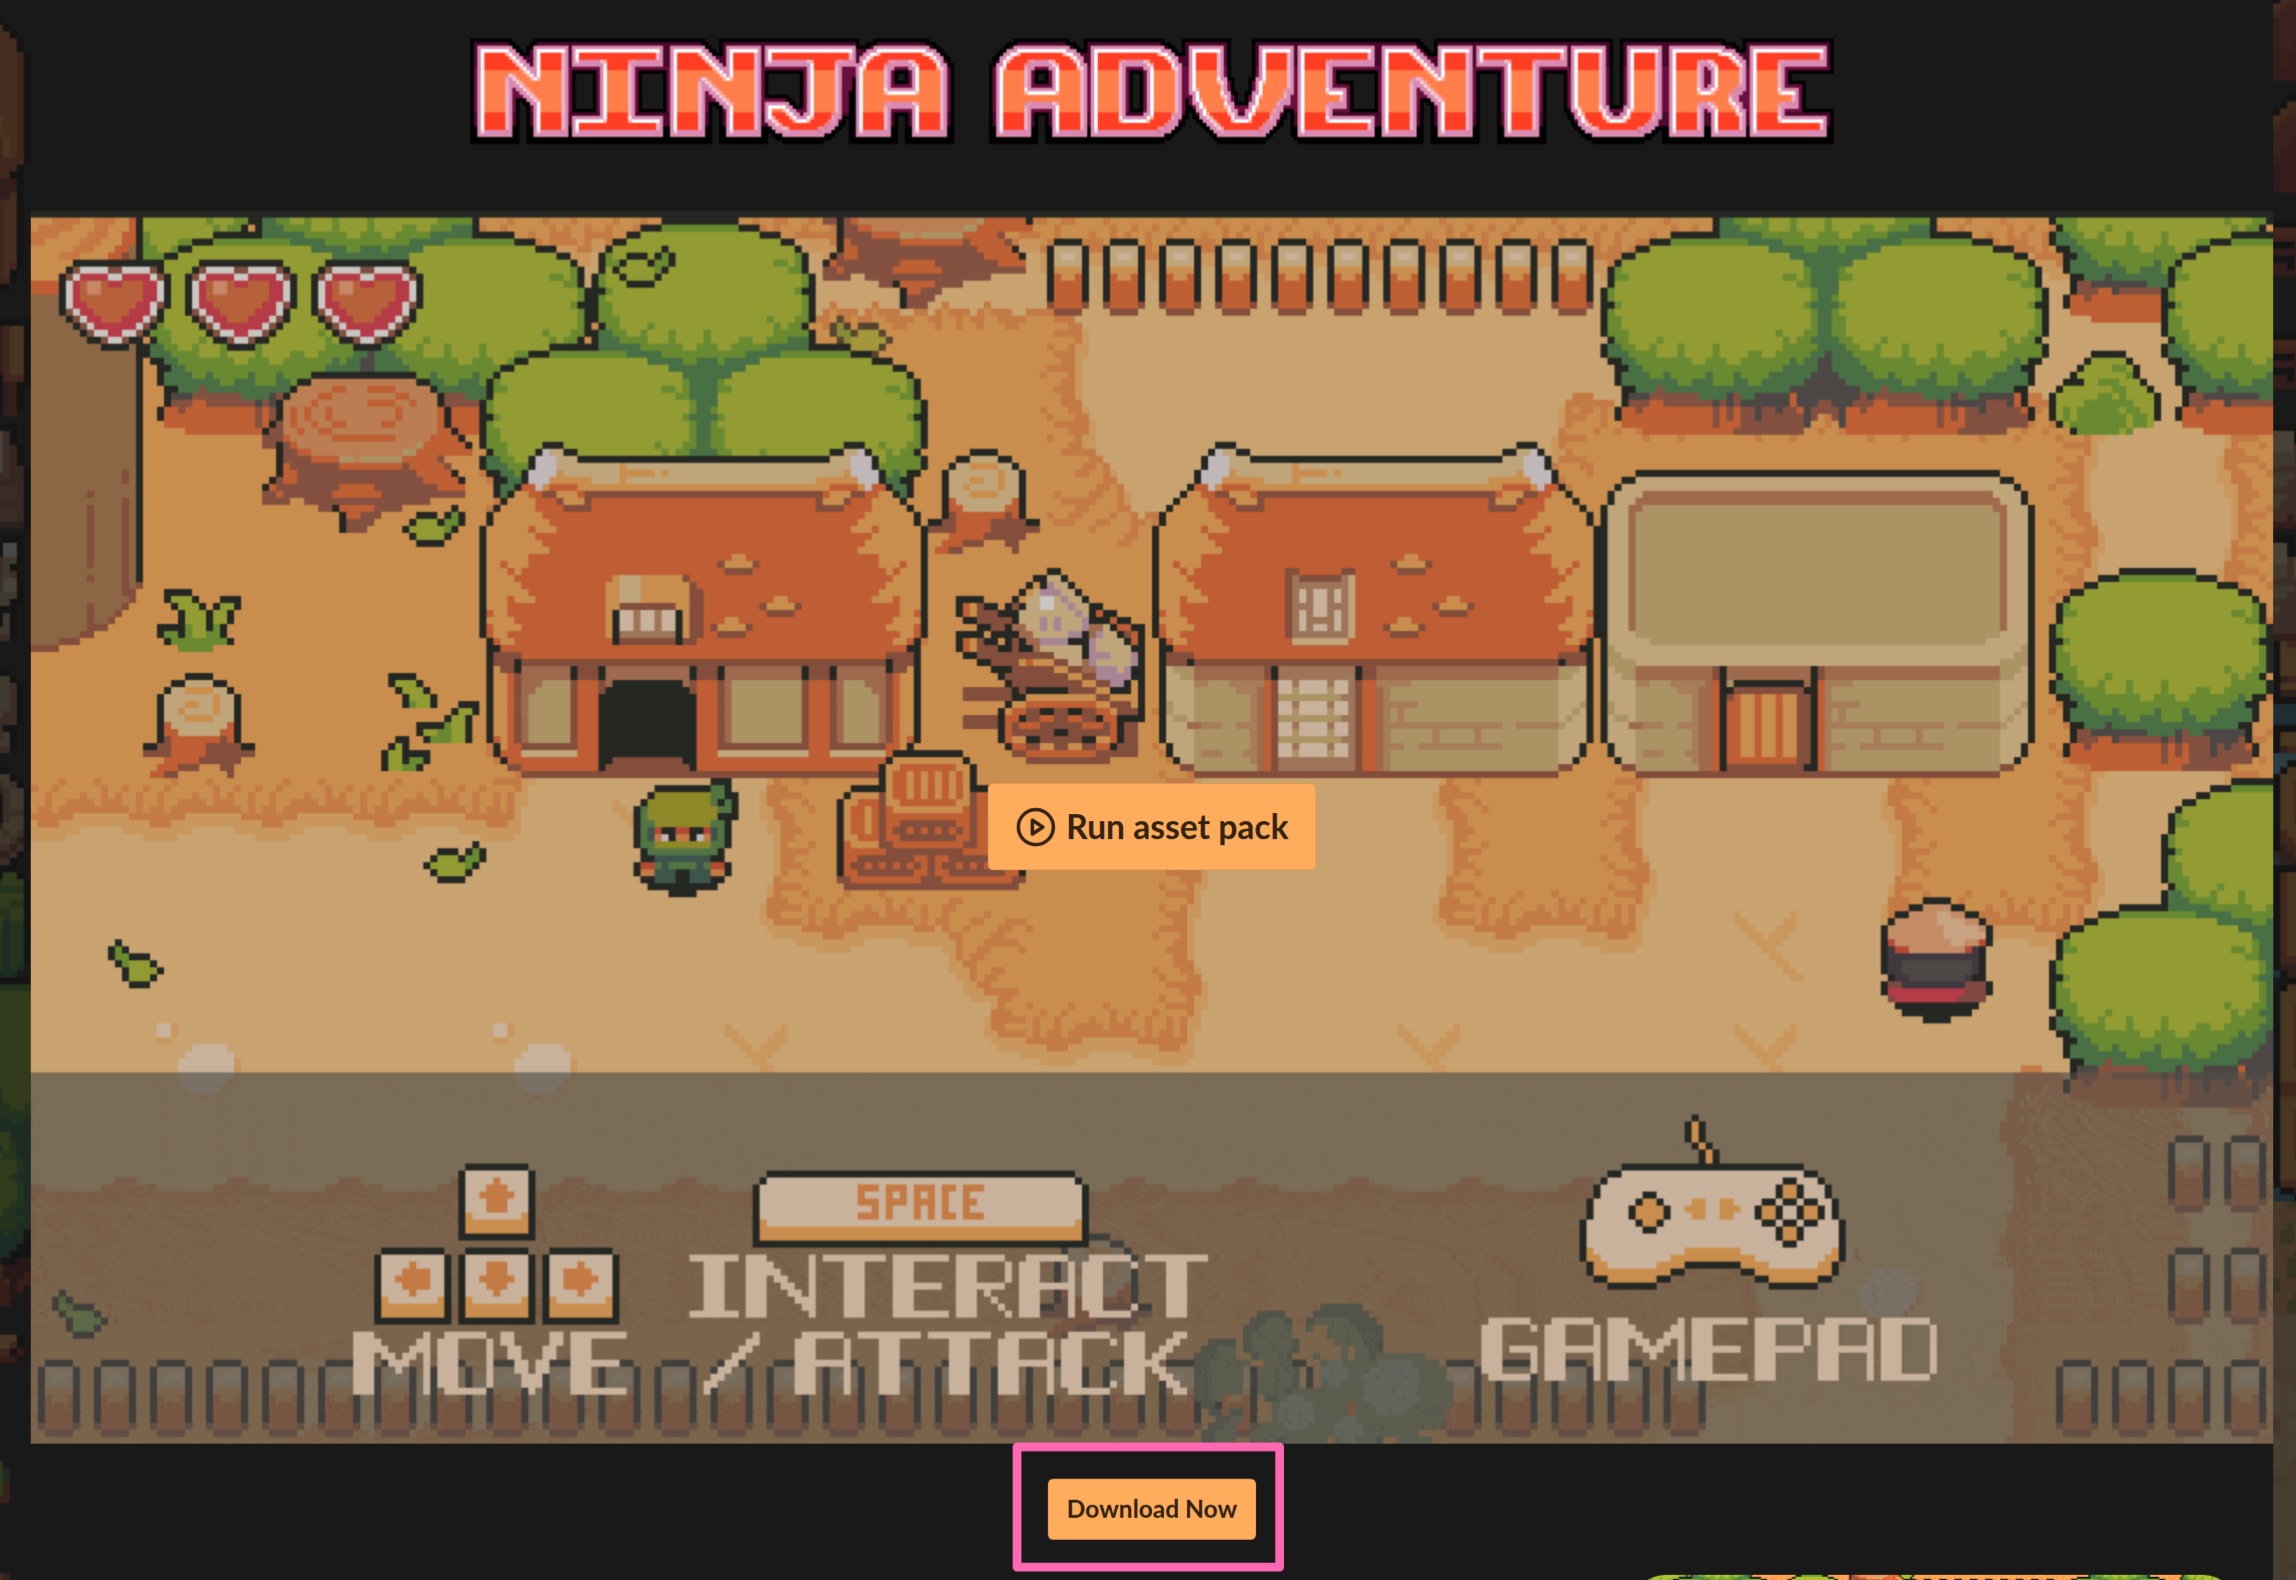 NINJA ADVENTURE
Run asset pack
SPACE
INTERACT
MOVE / ATTACK
GAMEPAD
Download Now